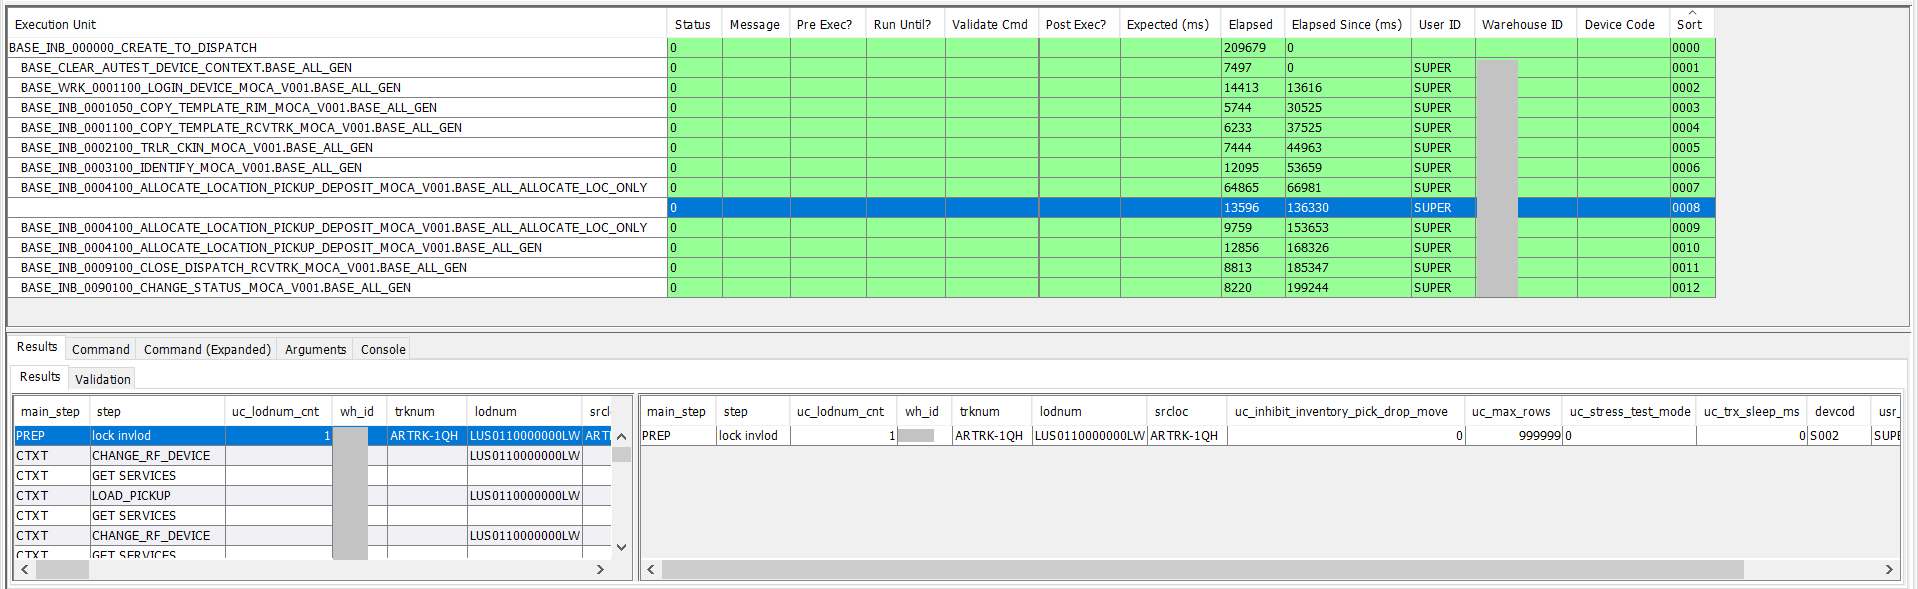 Execution Unit Status Message Pre Exec? Run Until? Validate Cmd Post Exec? Expected (ms) Elapsed Elapsed Since (ms) User ID Warehouse ID Device Code Sort
BASE_INB_000000_CREATE_TO_DISPATCH 0 209679 0 0000
BASE_CLEAR_AUTEST_DEVICE_CONTEXT.BASE_ALL_GEN 0 7497 0 SUPER 0001
BASE_WRK_0001100_LOGIN_DEVICE_MOCA_V001.BASE_ALL_GEN 0 14413 13616 SUPER 0002
BASE_INB_0001050_COPY_TEMPLATE_RIM_MOCA_V001.BASE_ALL_GEN 0 5744 30525 SUPER 0003
BASE_INB_0001100_COPY_TEMPLATE_RCVTRK_MOCA_V001.BASE_ALL_GEN 0 6233 37525 SUPER 0004
BASE_INB_0002100_TRLR_CKIN_MOCA_V001.BASE_ALL_GEN 0 7444 44963 SUPER 0005
BASE_INB_0003100_IDENTIFY_MOCA_V001.BASE_ALL_GEN 0 12095 53659 SUPER 0006
BASE_INB_0004100_ALLOCATE_LOCATION_PICKUP_DEPOSIT_MOCA_V001.BASE_ALL_ALLOCATE_LOC_ONLY 0 64865 66981 SUPER 0007
0 13596 136330 SUPER 0008
BASE_INB_0004100_ALLOCATE_LOCATION_PICKUP_DEPOSIT_MOCA_V001.BASE_ALL_ALLOCATE_LOC_ONLY 0 9759 153653 SUPER 0009
BASE_INB_0004100_ALLOCATE_LOCATION_PICKUP_DEPOSIT_MOCA_V001.BASE_ALL_GEN 0 12856 168326 SUPER 0010
BASE_INB_0009100_CLOSE_DISPATCH_RCVTRK_MOCA_V001.BASE_ALL_GEN 0 8813 185347 SUPER 0011
BASE_INB_0090100_CHANGE_STATUS_MOCA_V001.BASE_ALL_GEN 0 8220 199244 SUPER 0012
Results Command Command (Expanded) Arguments Console
Results Validation
main_step step uc_lodnum_cnt wh_id trknum lodnum srcl
PREP lock invlod 1 ARTRK-1QH LUS0110000000LW ART
CTXT CHANGE_RF_DEVICE LUS0110000000LW
CTXT GET SERVICES
CTXT LOAD_PICKUP LUS0110000000LW
CTXT GET SERVICES
CTXT CHANGE_RF_DEVICE LUS0110000000LW
CTXT GET SERVICES
main_step step uc_lodnum_cnt wh_id trknum lodnum srcloc uc_inhibit_inventory_pick_drop_move uc_max_rows uc_stress_test_mode uc_trx_sleep_ms devcod usr_
PREP lock invlod 1 ARTRK-1QH LUS0110000000LW ARTRK-1QH 0 999999 0 0 S002 SUPE